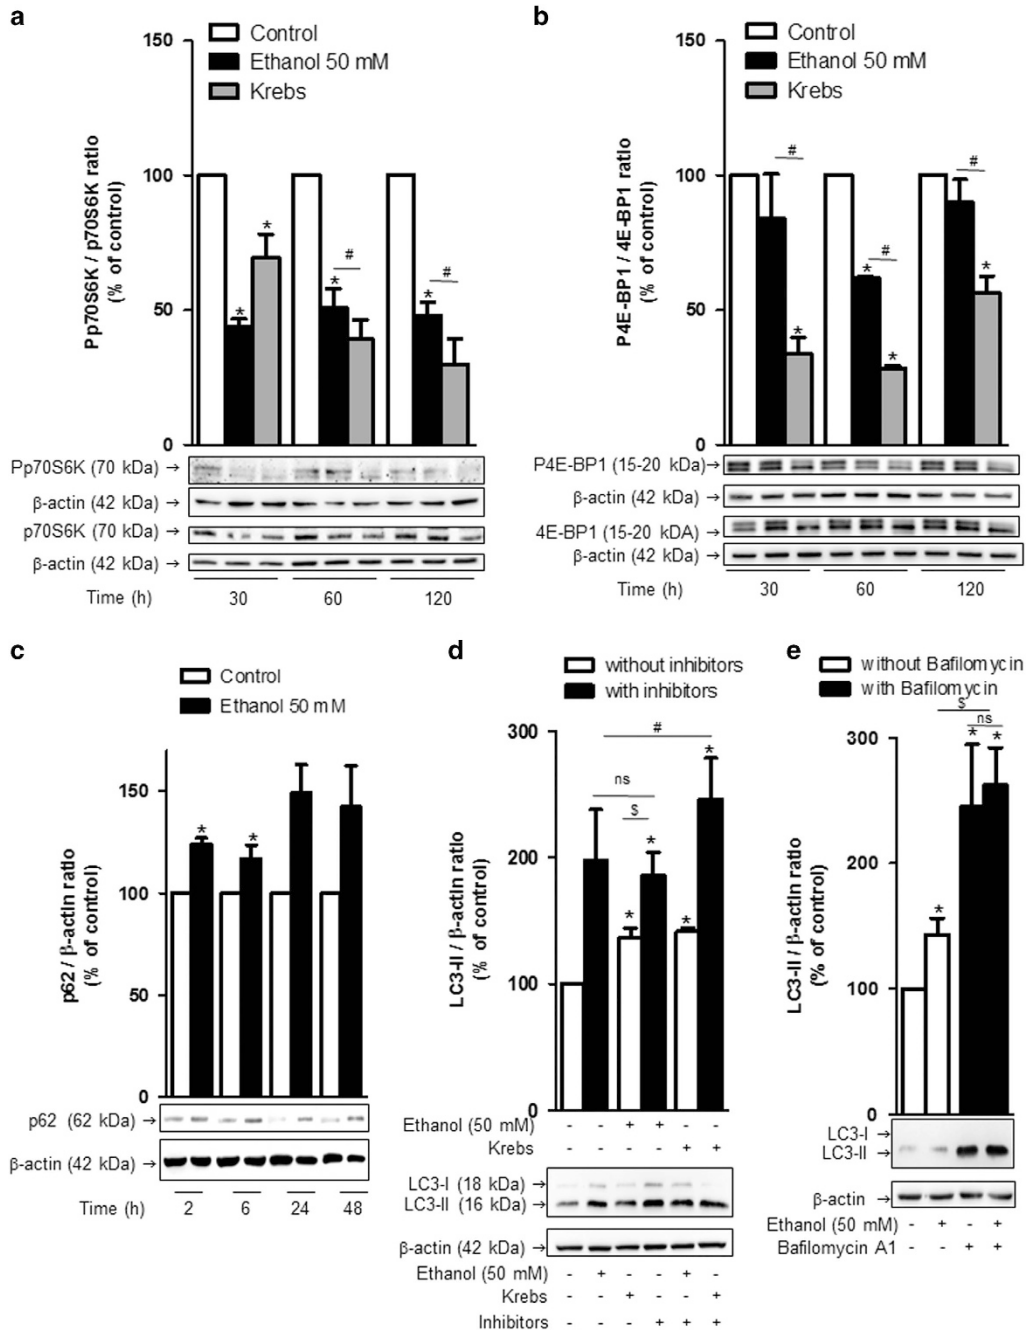 a
150
100
50
0
Pp70S6K / p70S6K ratio
(% of control)
Control
Ethanol 50 mM
Krebs
*
*
*
#
*
#
Pp70S6K (70 kDa) →
β-actin (42 kDa) →
p70S6K (70 kDa) →
β-actin (42 kDa) →
Time (h)
30
60
120
b
150
100
50
0
P4E-BP1 / 4E-BP1 ratio
(% of control)
Control
Ethanol 50 mM
Krebs
#
*
#
*
*
#
*
P4E-BP1 (15-20 kDa)→
β-actin (42 kDa) →
4E-BP1 (15-20 kDA) →
β-actin (42 kDa) →
Time (h)
30
60
120
c
Control
Ethanol 50 mM
150
100
50
0
p62 / β-actin ratio
(% of control)
*
*
p62 (62 kDa) →
β-actin (42 kDa) →
Time (h)
2
6
24
48
d
without inhibitors
with inhibitors
300
200
100
0
LC3-II / β-actin ratio
(% of control)
#
ns
$
*
*
*
*
Ethanol (50 mM) - - + + - -
Krebs - - - - + +
LC3-I (18 kDa) →
LC3-II (16 kDa) →
β-actin (42 kDa) →
Ethanol (50 mM) - + - - + -
Krebs - - + - - +
Inhibitors - - - + + +
e
without Bafilomycin
with Bafilomycin
300
200
100
0
LC3-II / β-actin ratio
(% of control)
$
ns
*
*
*
LC3-I →
LC3-II →
β-actin →
Ethanol (50 mM) - + - +
Bafilomycin A1 - - + +